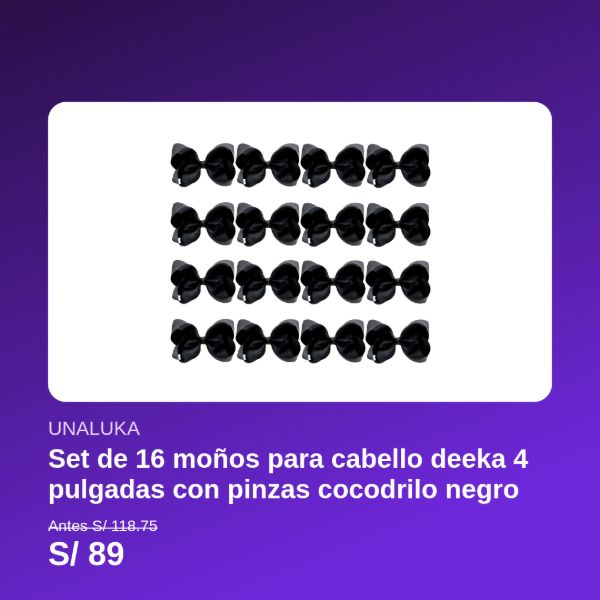 UNALUKA
Set de 16 moños para cabello deeka 4
pulgadas con pinzas cocodrilo negro
Antes S/ 118.75
S/ 89